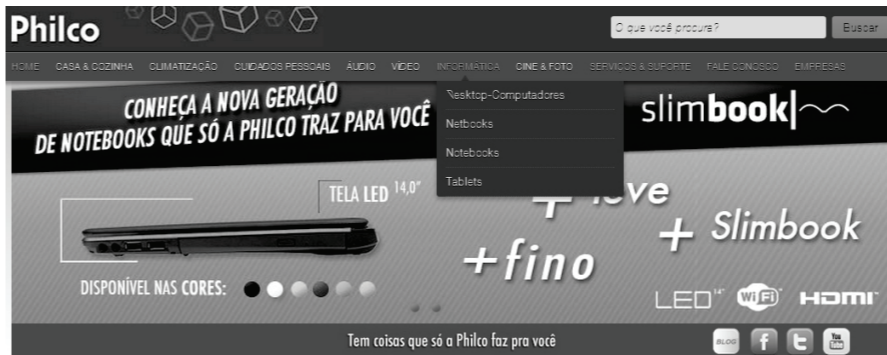 Philco
O que você procura?
Buscar
HOME CASA & COZINHA CLIMATIZAÇÃO CUIDADOS PESSOAIS ÁUDIO VÍDEO INFORMÁTICA CINE & FOTO SERVIÇOS & SUPORTE FALE CONOSCO EMPRESAS
CONHEÇA A NOVA GERAÇÃO
DE NOTEBOOKS QUE SÓ A PHILCO TRAZ PARA VOCÊ
Desktop-Computadores
Netbooks
Notebooks
Tablets
slimbook
TELA LED 14,0"
+ Slimbook
+ fino
DISPONÍVEL NAS CORES:
LED 14" WiFi HDMI
Tem coisas que só a Philco faz pra você
BLOG f t You Tube